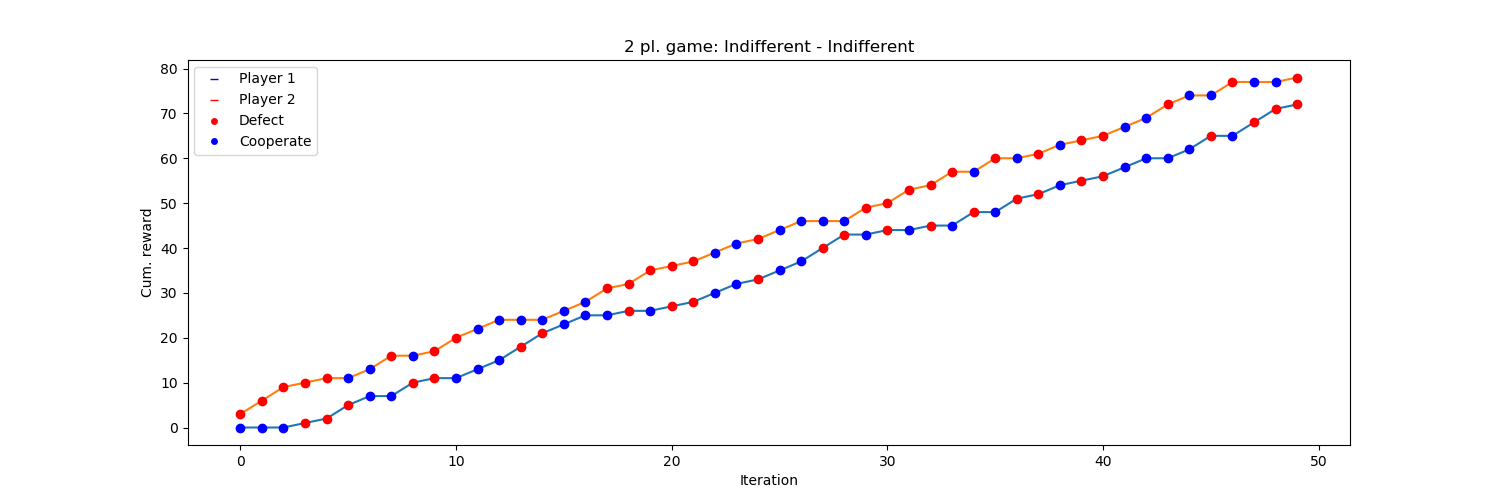 2 pl. game: Indifferent - Indifferent
Player 1
Player 2
Defect
Cooperate
80
70
60
50
40
30
20
10
0
Cum. reward
0 10 20 30 40 50
Iteration